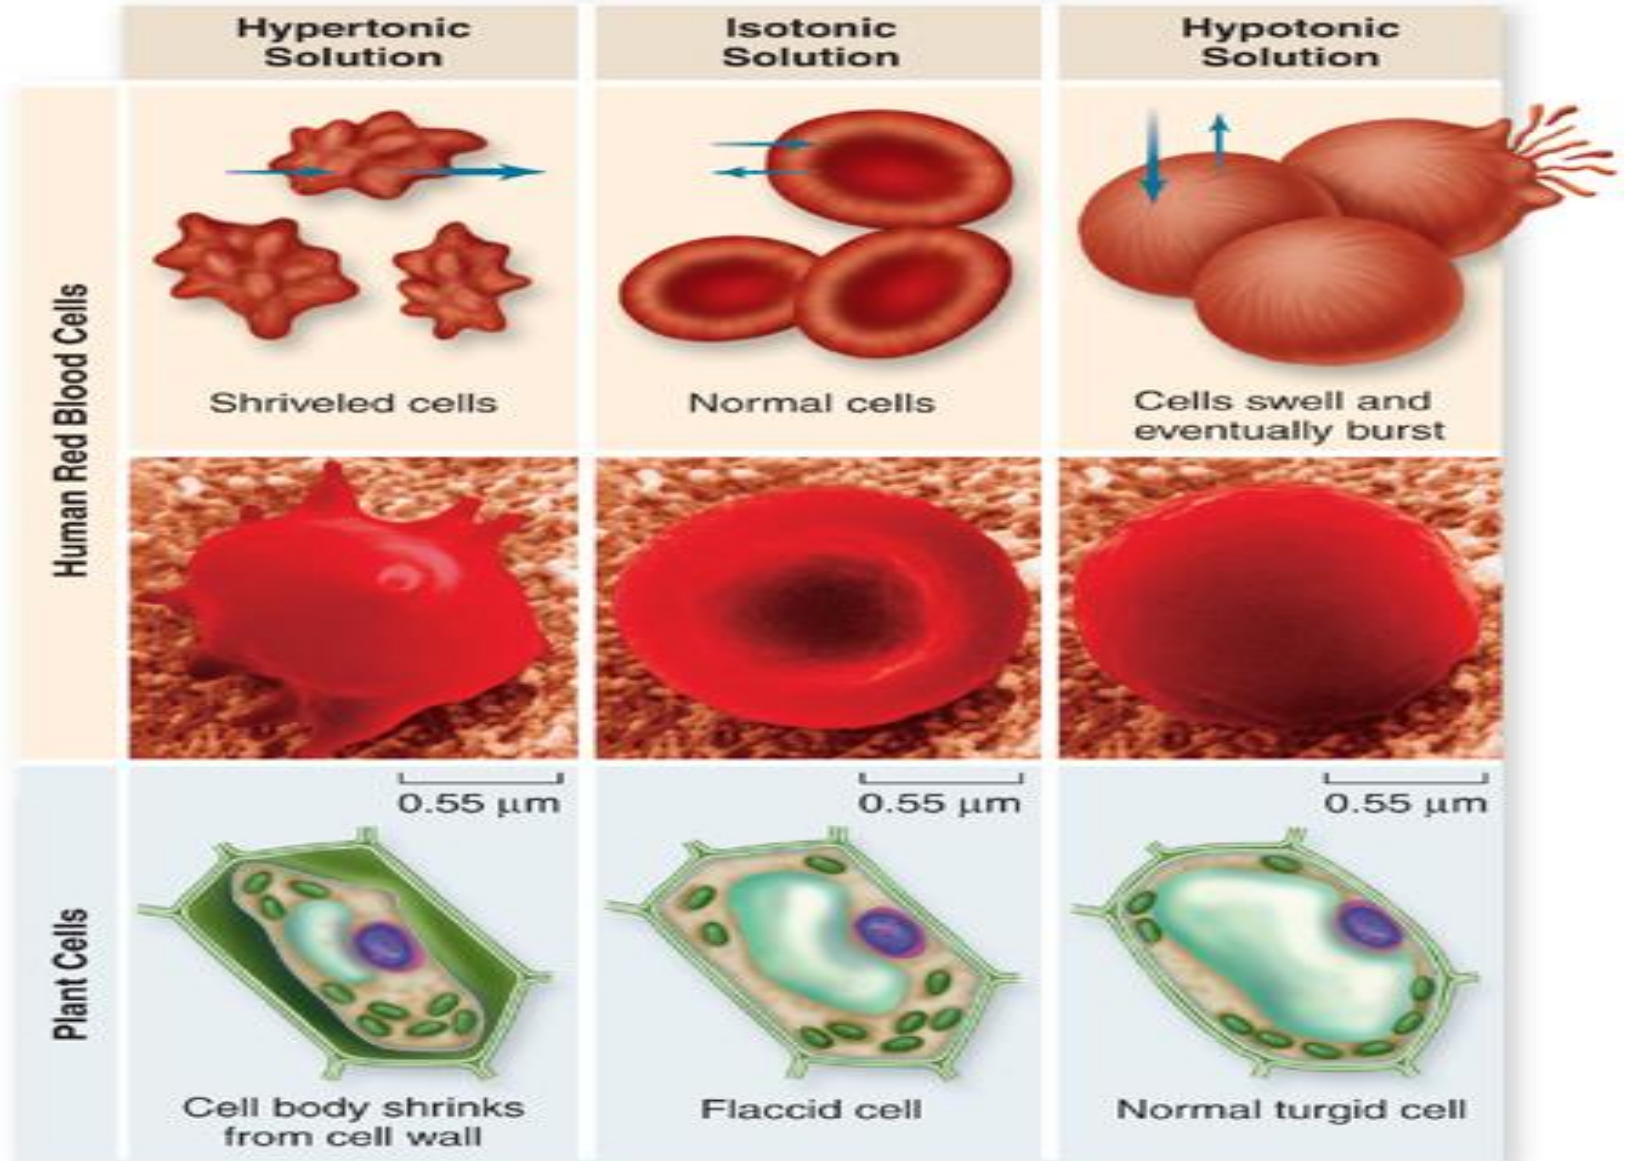 Hypertonic
Solution
Isotonic
Solution
Hypotonic
Solution
Human Red Blood Cells
Shriveled cells
Normal cells
Cells swell and
eventually burst
0.55 µm
0.55 µm
0.55 µm
Plant Cells
Cell body shrinks
from cell wall
Flaccid cell
Normal turgid cell